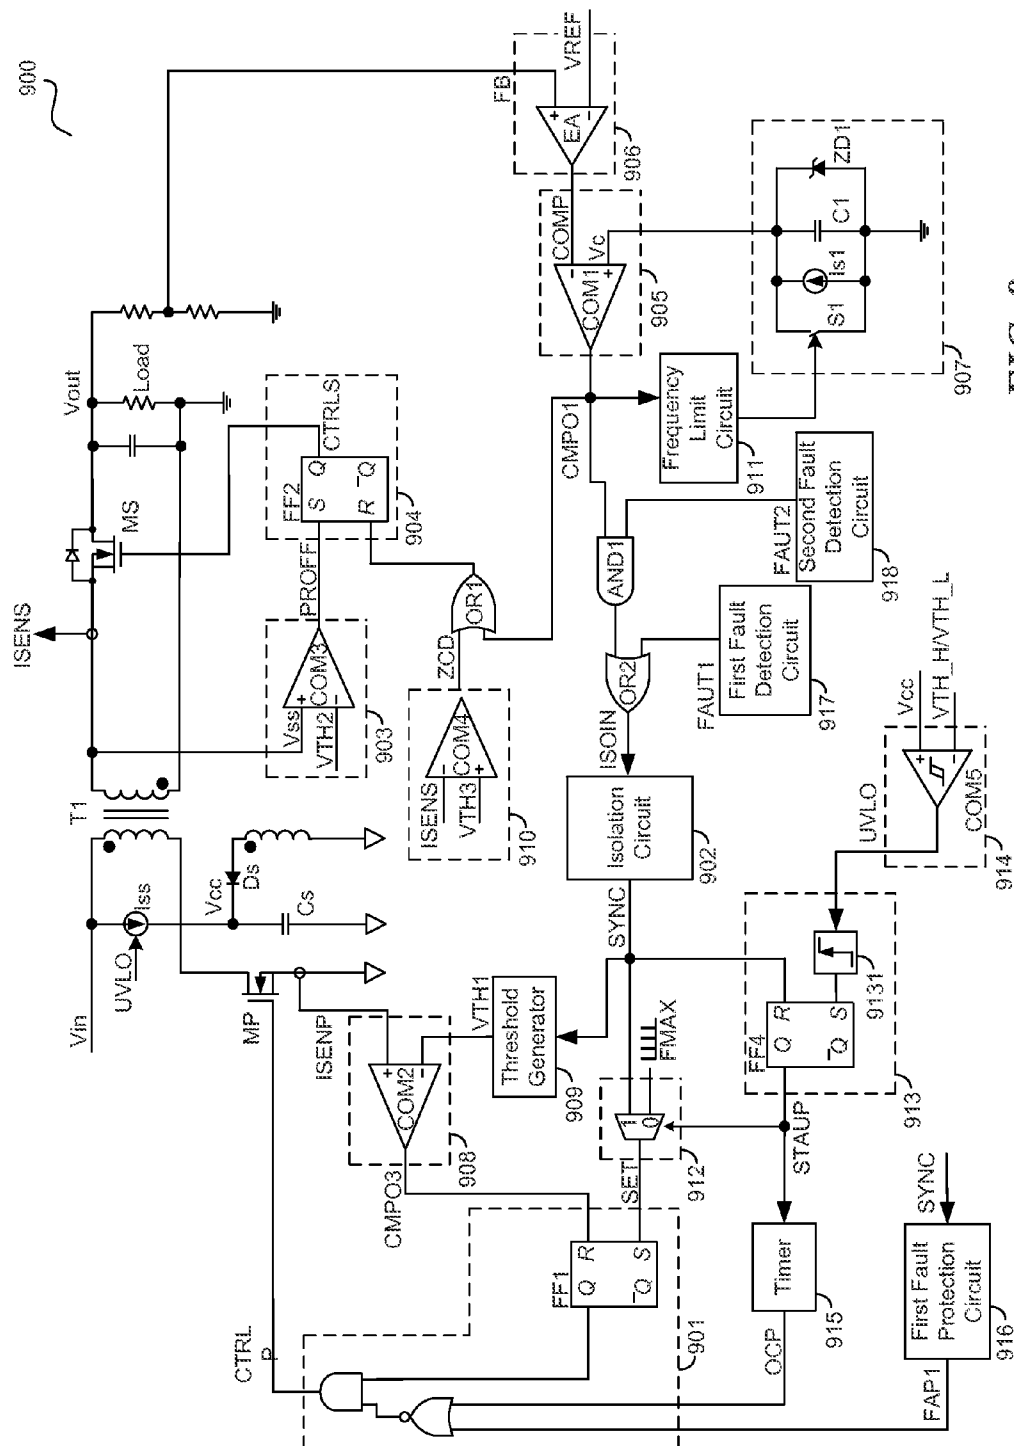 900
ISENS
Vin
T1
Vout
Load
MS
UVLO
Iss
Vcc
Ds
Cs
MP
ISENP
CTRL
P
Vss
VTH2
COM3
903
PROFF
FF2
S
Q
R
Q
CTRLS
904
ISENS
VTH3
COM4
910
ZCD
OR1
FB
VREF
EA
906
COMP
Vc
COM1
905
CMPO1
Frequency
Limit
Circuit
911
S1
Is1
C1
ZD1
907
AND1
FAUT2
Second Fault
Detection
Circuit
918
OR2
FAUT1
First Fault
Detection
Circuit
917
ISOIN
Isolation
Circuit
902
SYNC
VTH1
Threshold
Generator
909
COM2
908
CMPO3
FMAX
1
0
912
SET
FF1
Q
R
Q
S
901
FF4
Q
R
Q
S
9131
913
UVLO
Vcc
VTH_H/VTH_L
COM5
914
STAUP
Timer
915
OCP
SYNC
First Fault
Protection
Circuit
916
FAP1